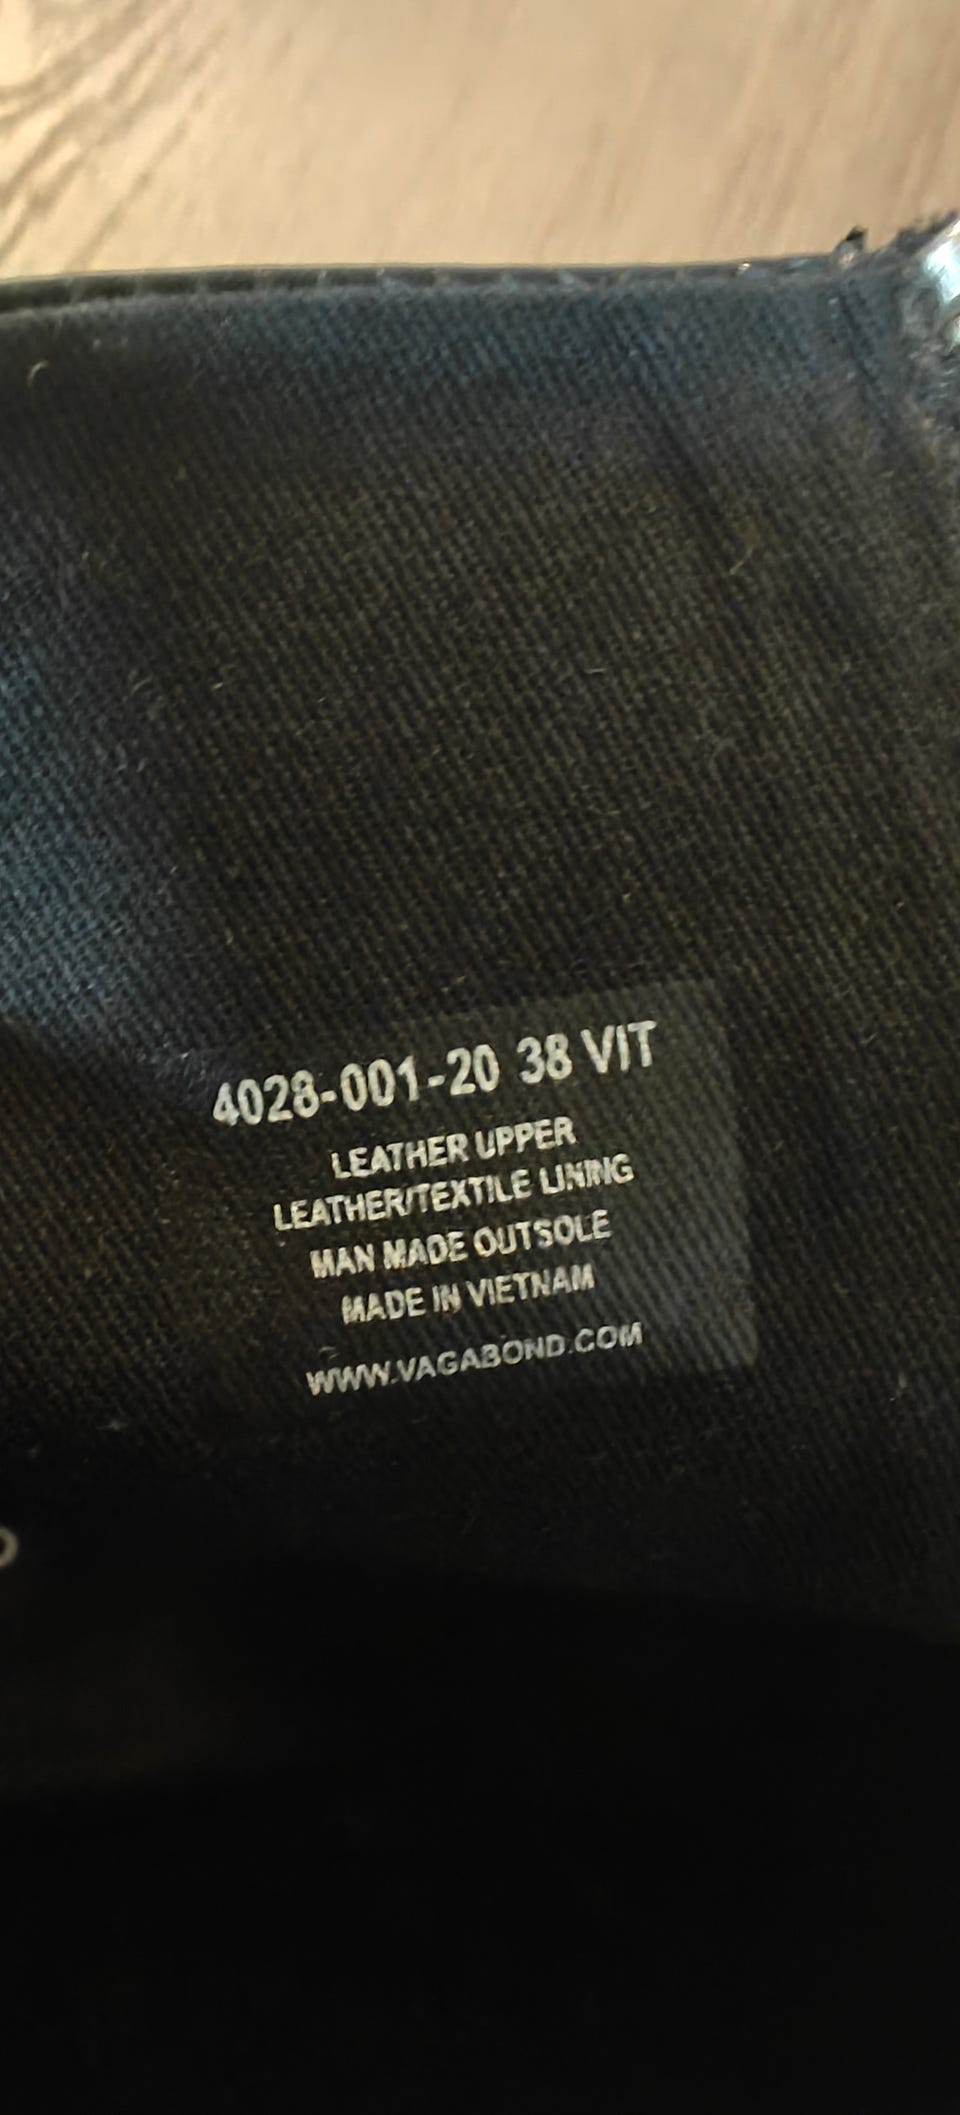 4028-001-20 38 VIT
LEATHER UPPER
LEATHER/TEXTILE LINING
MAN MADE OUTSOLE
MADE IN VIETNAM
WWW.VAGABOND.COM